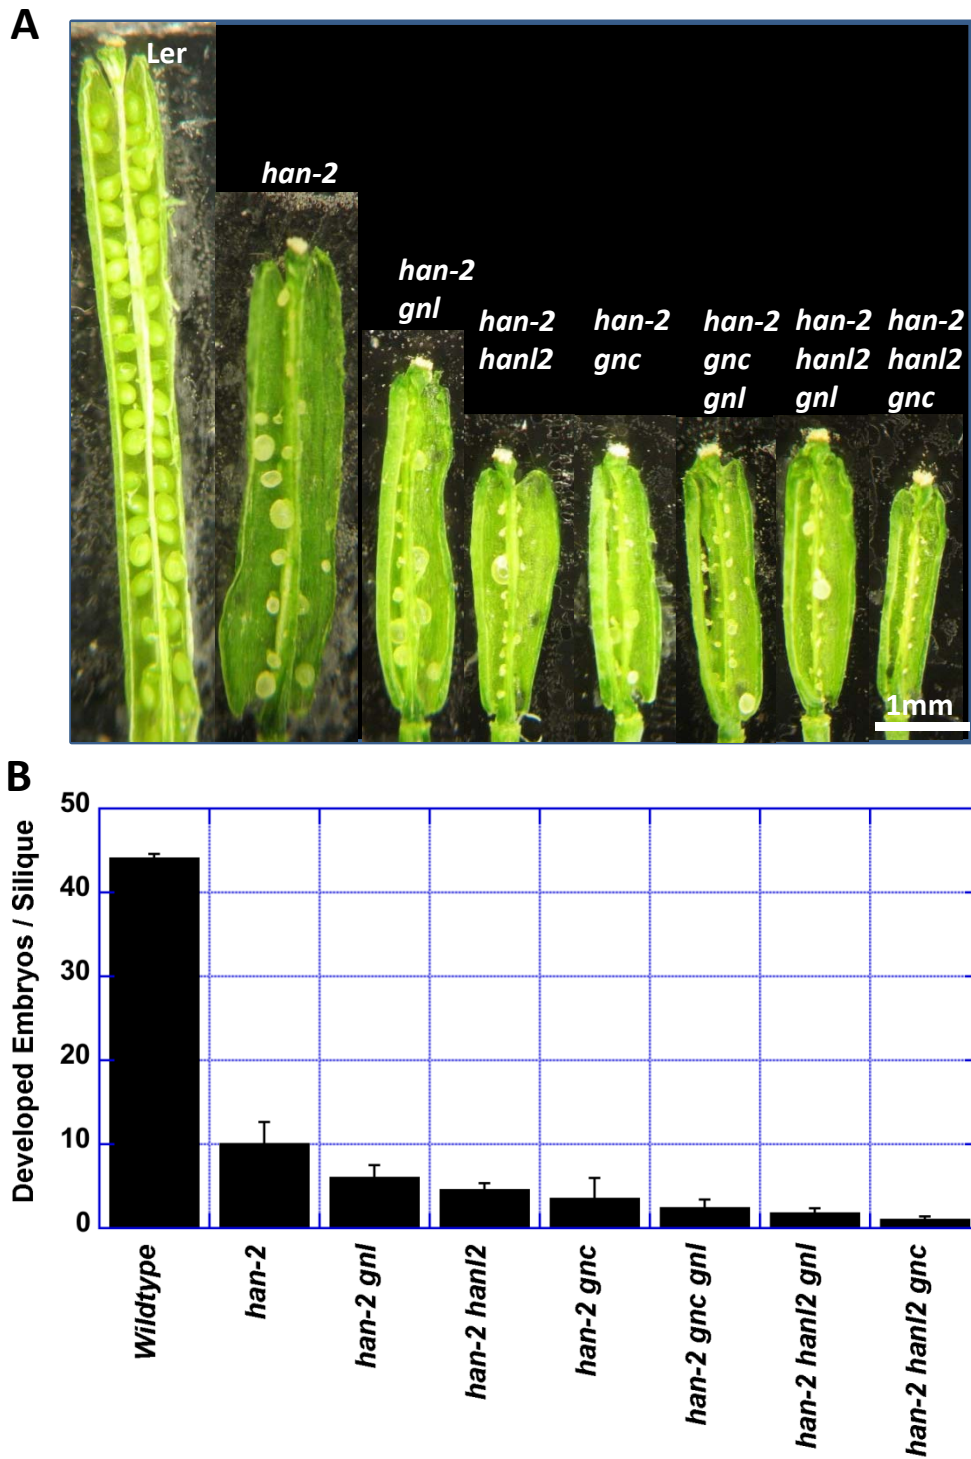 A
Ler
han-2
han-2
gnl
han-2
hanl2
han-2
gnc
han-2
gnc
gnl
han-2
hanl2
gnl
han-2
hanl2
gnc
1mm
B
Developed Embryos / Silique
50
40
30
20
10
0
Wildtype
han-2
han-2 gnl
han-2 hanl2
han-2 gnc
han-2 gnc gnl
han-2 hanl2 gnl
han-2 hanl2 gnc